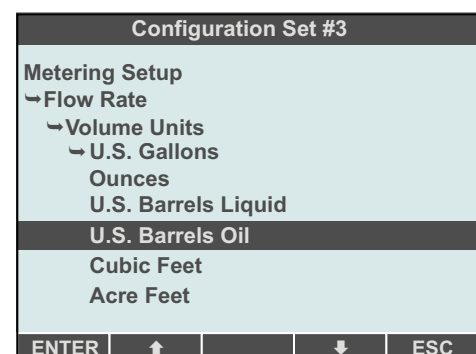 Configuration Set #3
Metering Setup
➥Flow Rate
➥Volume Units
➥U.S. Gallons
Ounces
U.S. Barrels Liquid
U.S. Barrels Oil
Cubic Feet
Acre Feet
ENTER ⬆ ⬇ ESC